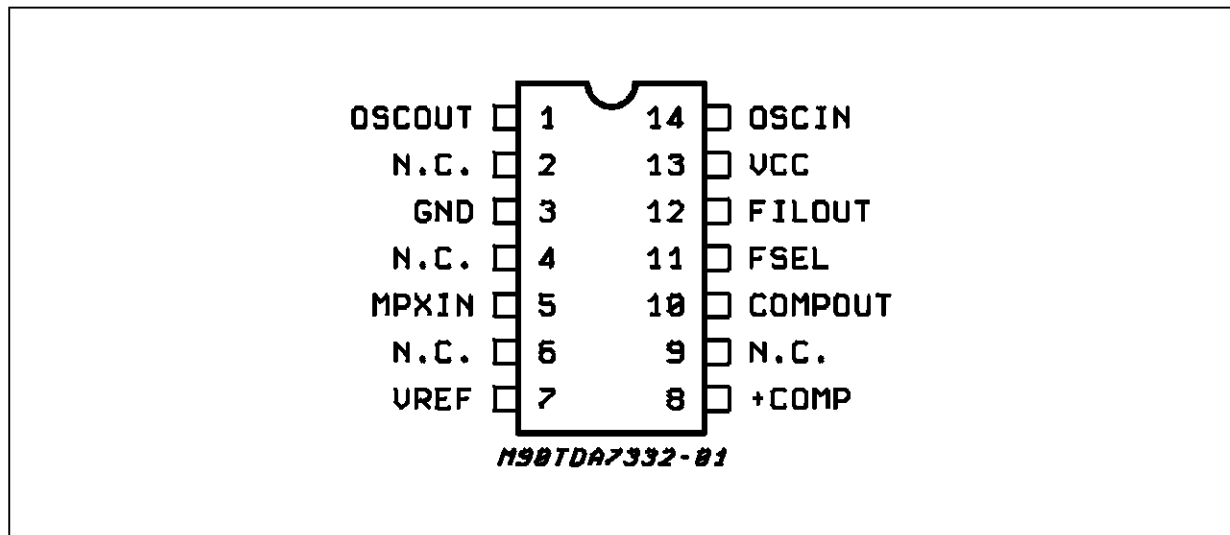 OSCOUT 1 14 OSCIN
N.C. 2 13 VCC
GND 3 12 FILOUT
N.C. 4 11 FSEL
MPXIN 5 10 COMPOUT
N.C. 6 9 N.C.
VREF 7 8 +COMP
M90TDA7332-01